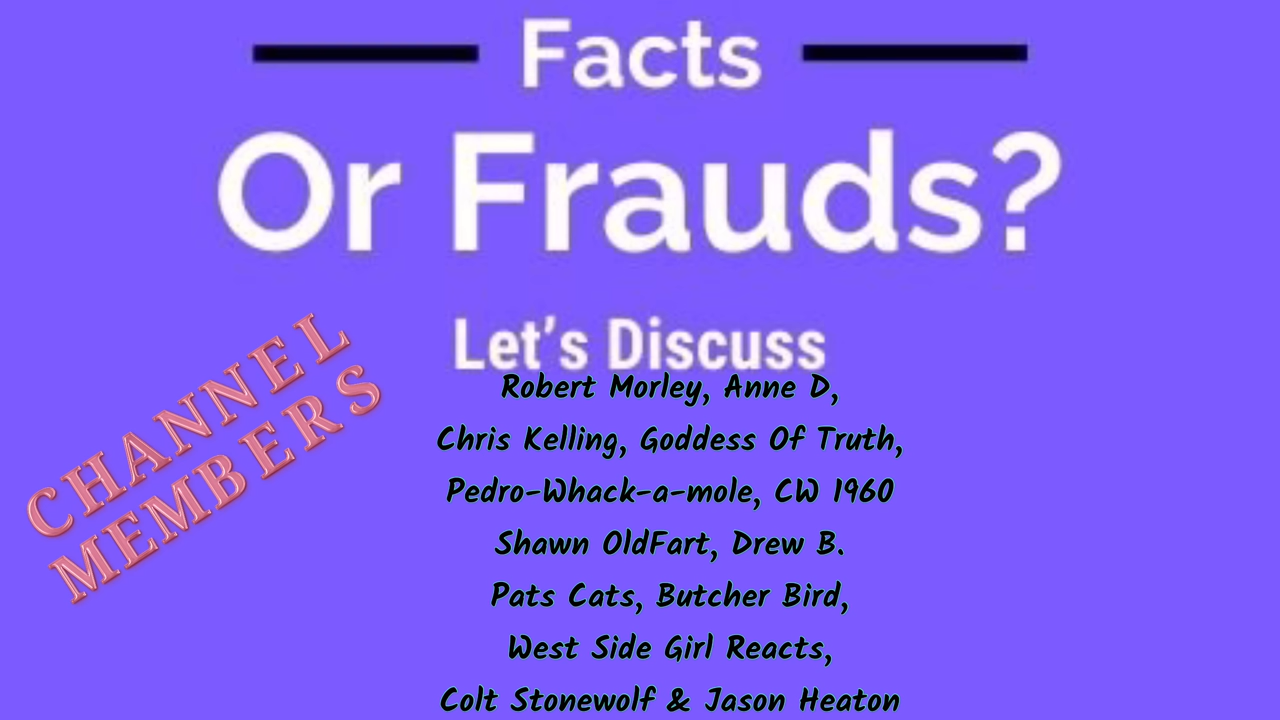 Facts
Or Frauds?
Let's Discuss
CHANNEL
MEMBERS
Robert Morley, Anne D,
Chris Kelling, Goddess Of Truth,
Pedro-Whack-a-mole, CW 1960
Shawn OldFart, Drew B.
Pats Cats, Butcher Bird,
West Side Girl Reacts,
Colt Stonewolf & Jason Heaton